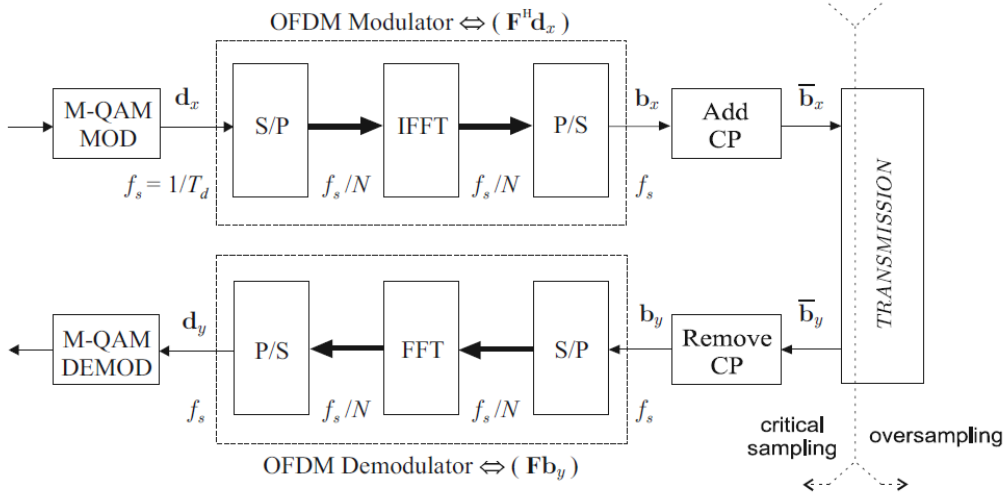 OFDM Modulator ⇔ ( F^H d_x )
M-QAM
MOD
d_x
S/P
IFFT
P/S
b_x
Add
CP
b̅_x
f_s = 1/T_d
f_s/N
f_s/N
f_s
TRANSMISSION
M-QAM
DEMOD
d_y
P/S
FFT
S/P
b_y
Remove
CP
b̅_y
f_s
f_s/N
f_s/N
f_s
OFDM Demodulator ⇔ ( Fb_y )
critical
sampling
oversampling